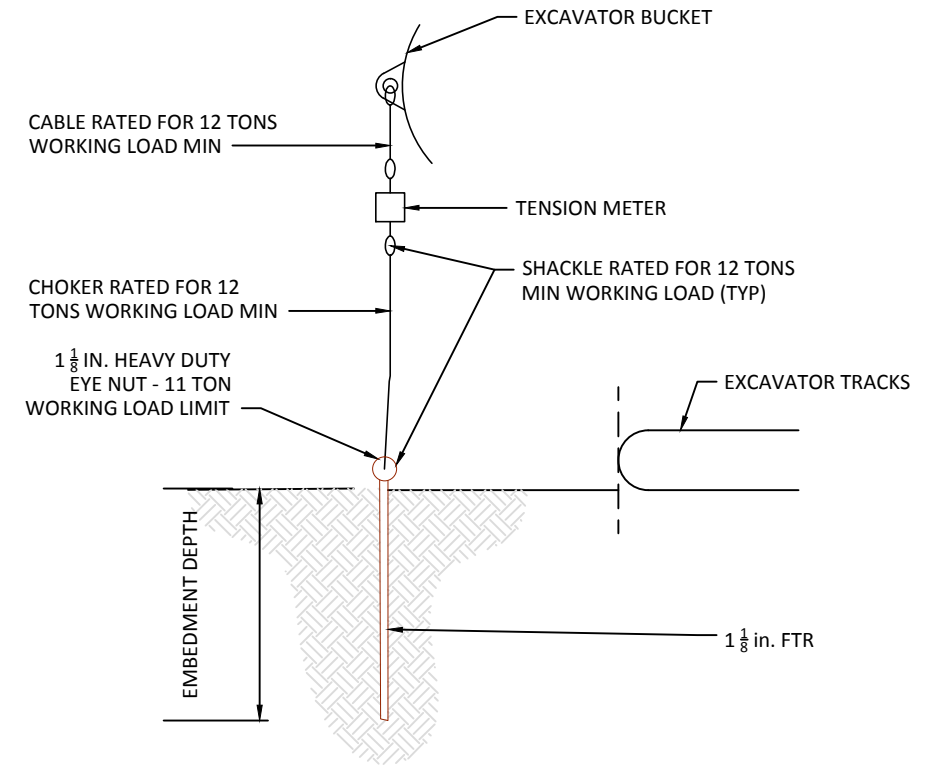 EXCAVATOR BUCKET
CABLE RATED FOR 12 TONS
WORKING LOAD MIN
TENSION METER
SHACKLE RATED FOR 12 TONS
MIN WORKING LOAD (TYP)
CHOKER RATED FOR 12
TONS WORKING LOAD MIN
1 1/8 IN. HEAVY DUTY
EYE NUT - 11 TON
WORKING LOAD LIMIT
EXCAVATOR TRACKS
EMBEDMENT DEPTH
1 1/8 in. FTR